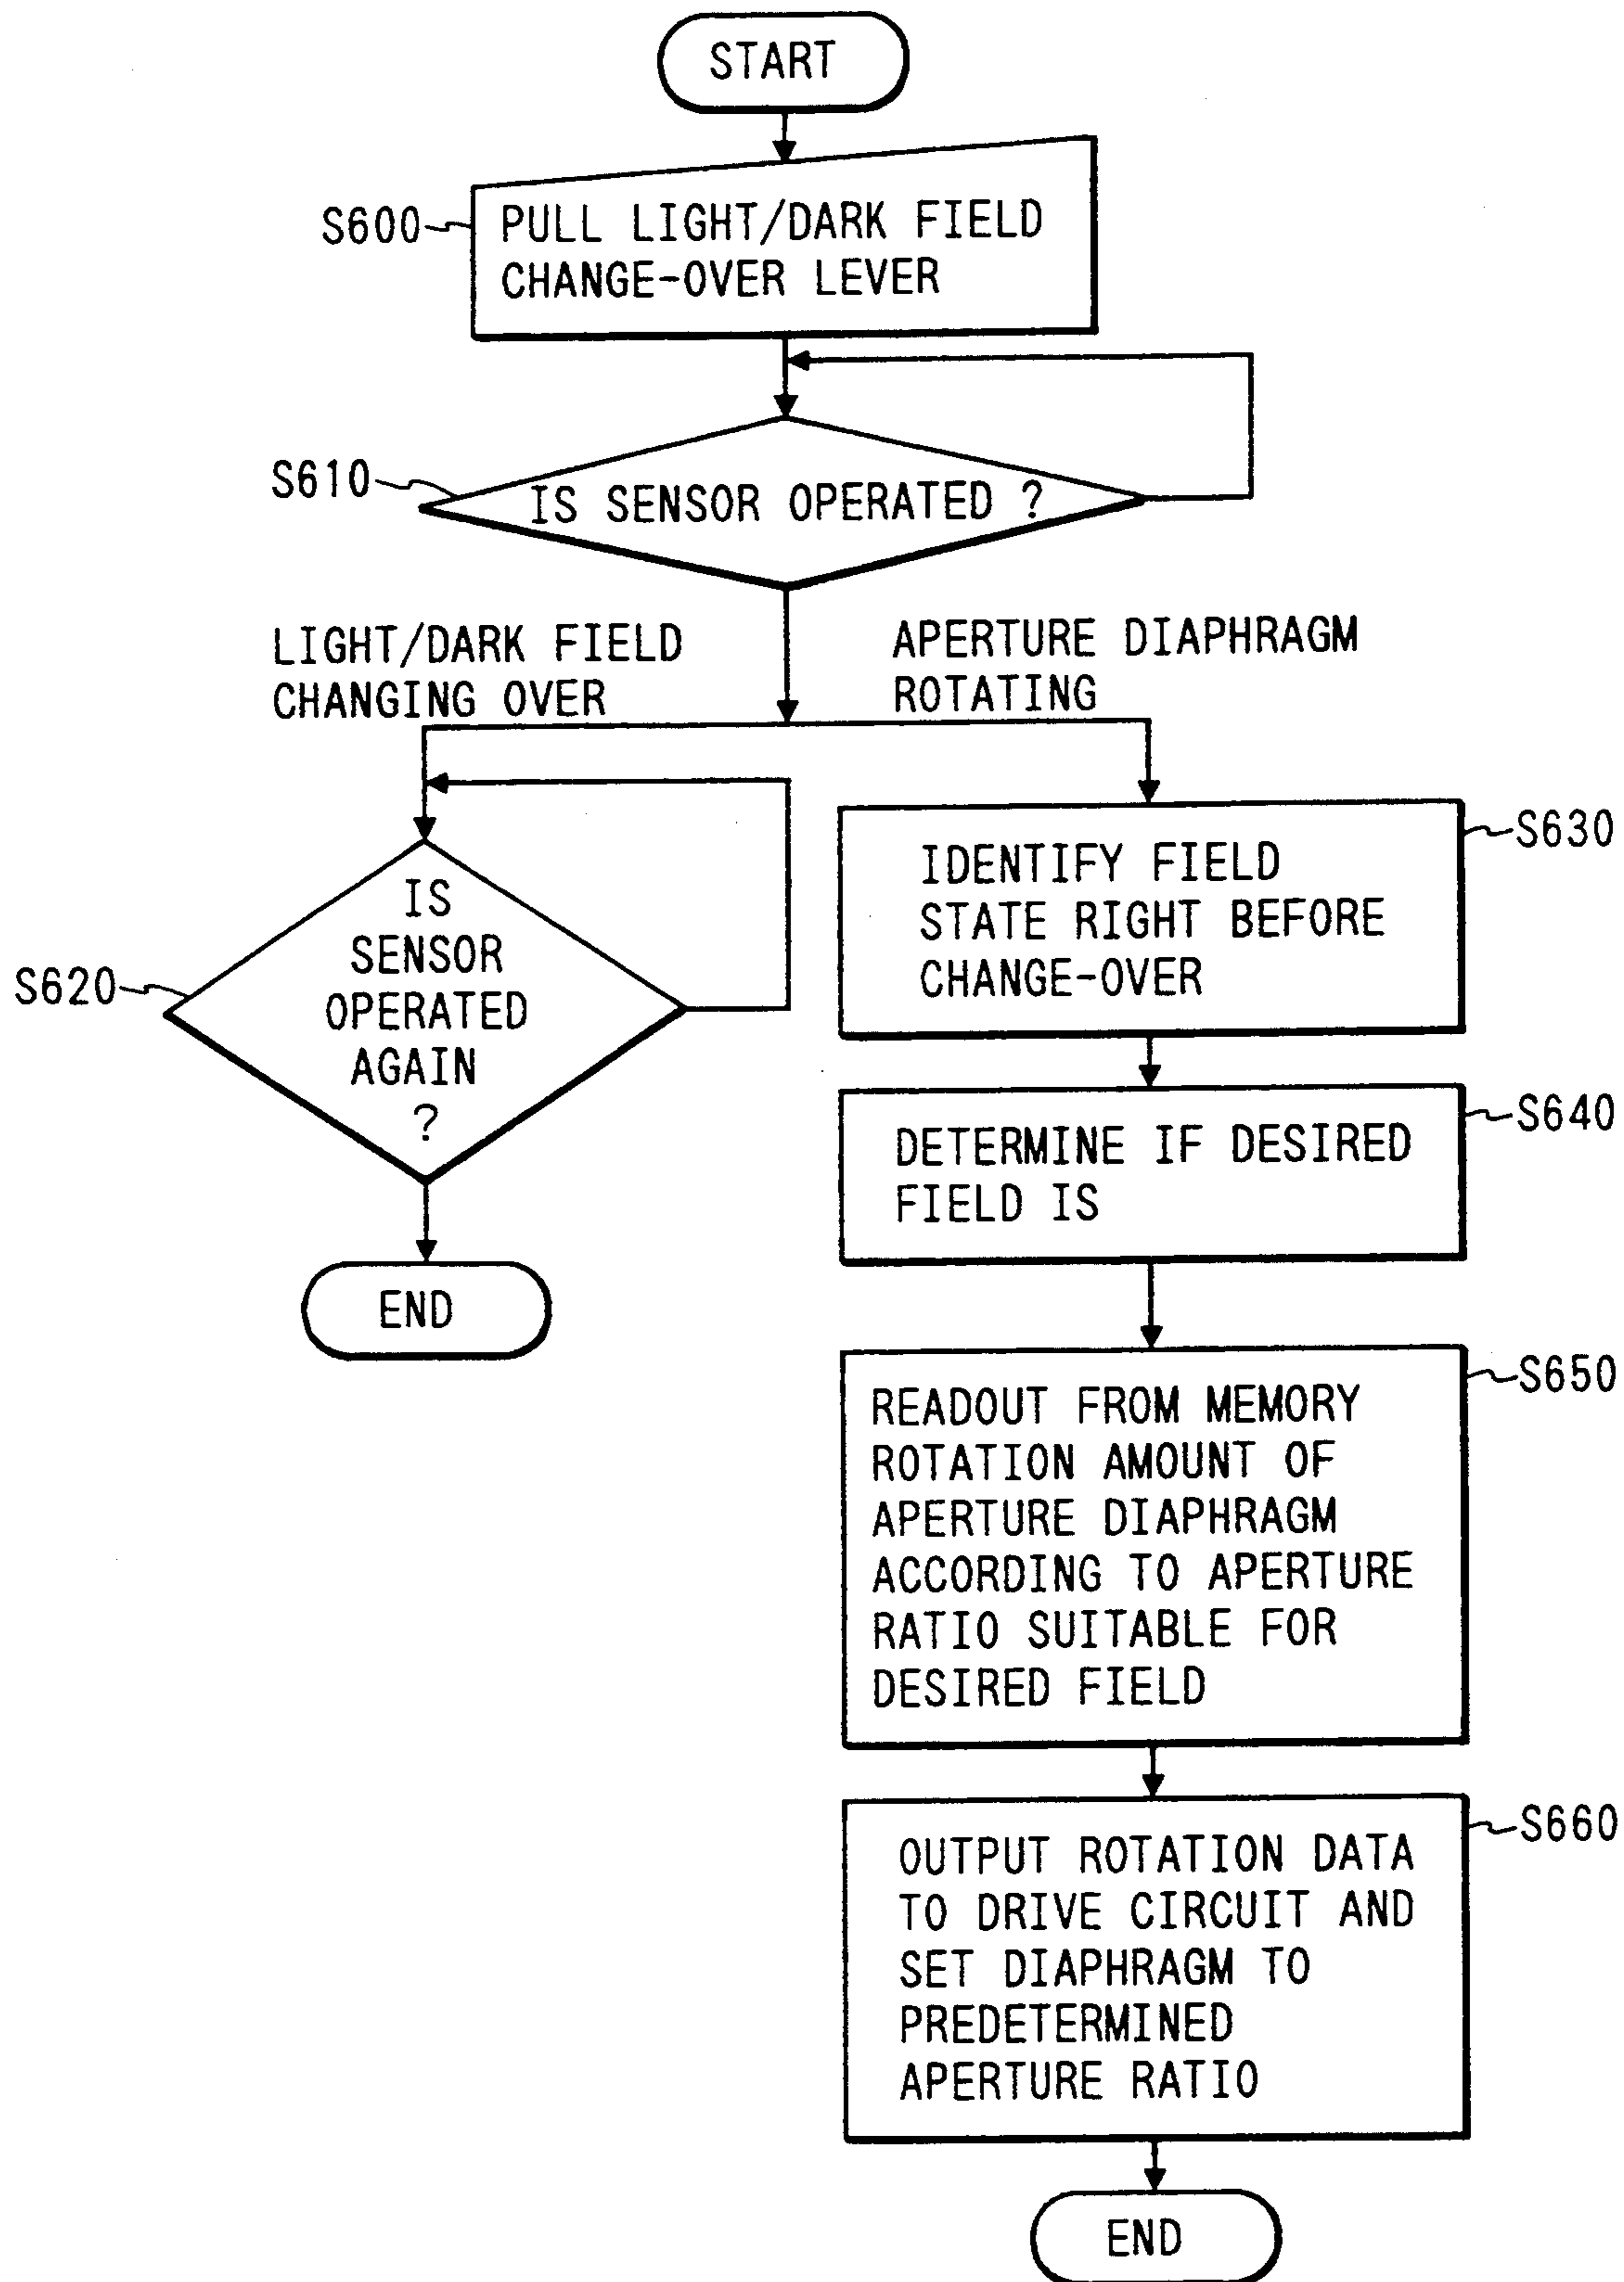 START
S600
PULL LIGHT/DARK FIELD
CHANGE-OVER LEVER
S610
IS SENSOR OPERATED ?
LIGHT/DARK FIELD
CHANGING OVER
APERTURE DIAPHRAGM
ROTATING
S620
IS
SENSOR
OPERATED
AGAIN
?
END
S630
IDENTIFY FIELD
STATE RIGHT BEFORE
CHANGE-OVER
S640
DETERMINE IF DESIRED
FIELD IS
S650
READOUT FROM MEMORY
ROTATION AMOUNT OF
APERTURE DIAPHRAGM
ACCORDING TO APERTURE
RATIO SUITABLE FOR
DESIRED FIELD
S660
OUTPUT ROTATION DATA
TO DRIVE CIRCUIT AND
SET DIAPHRAGM TO
PREDETERMINED
APERTURE RATIO
END